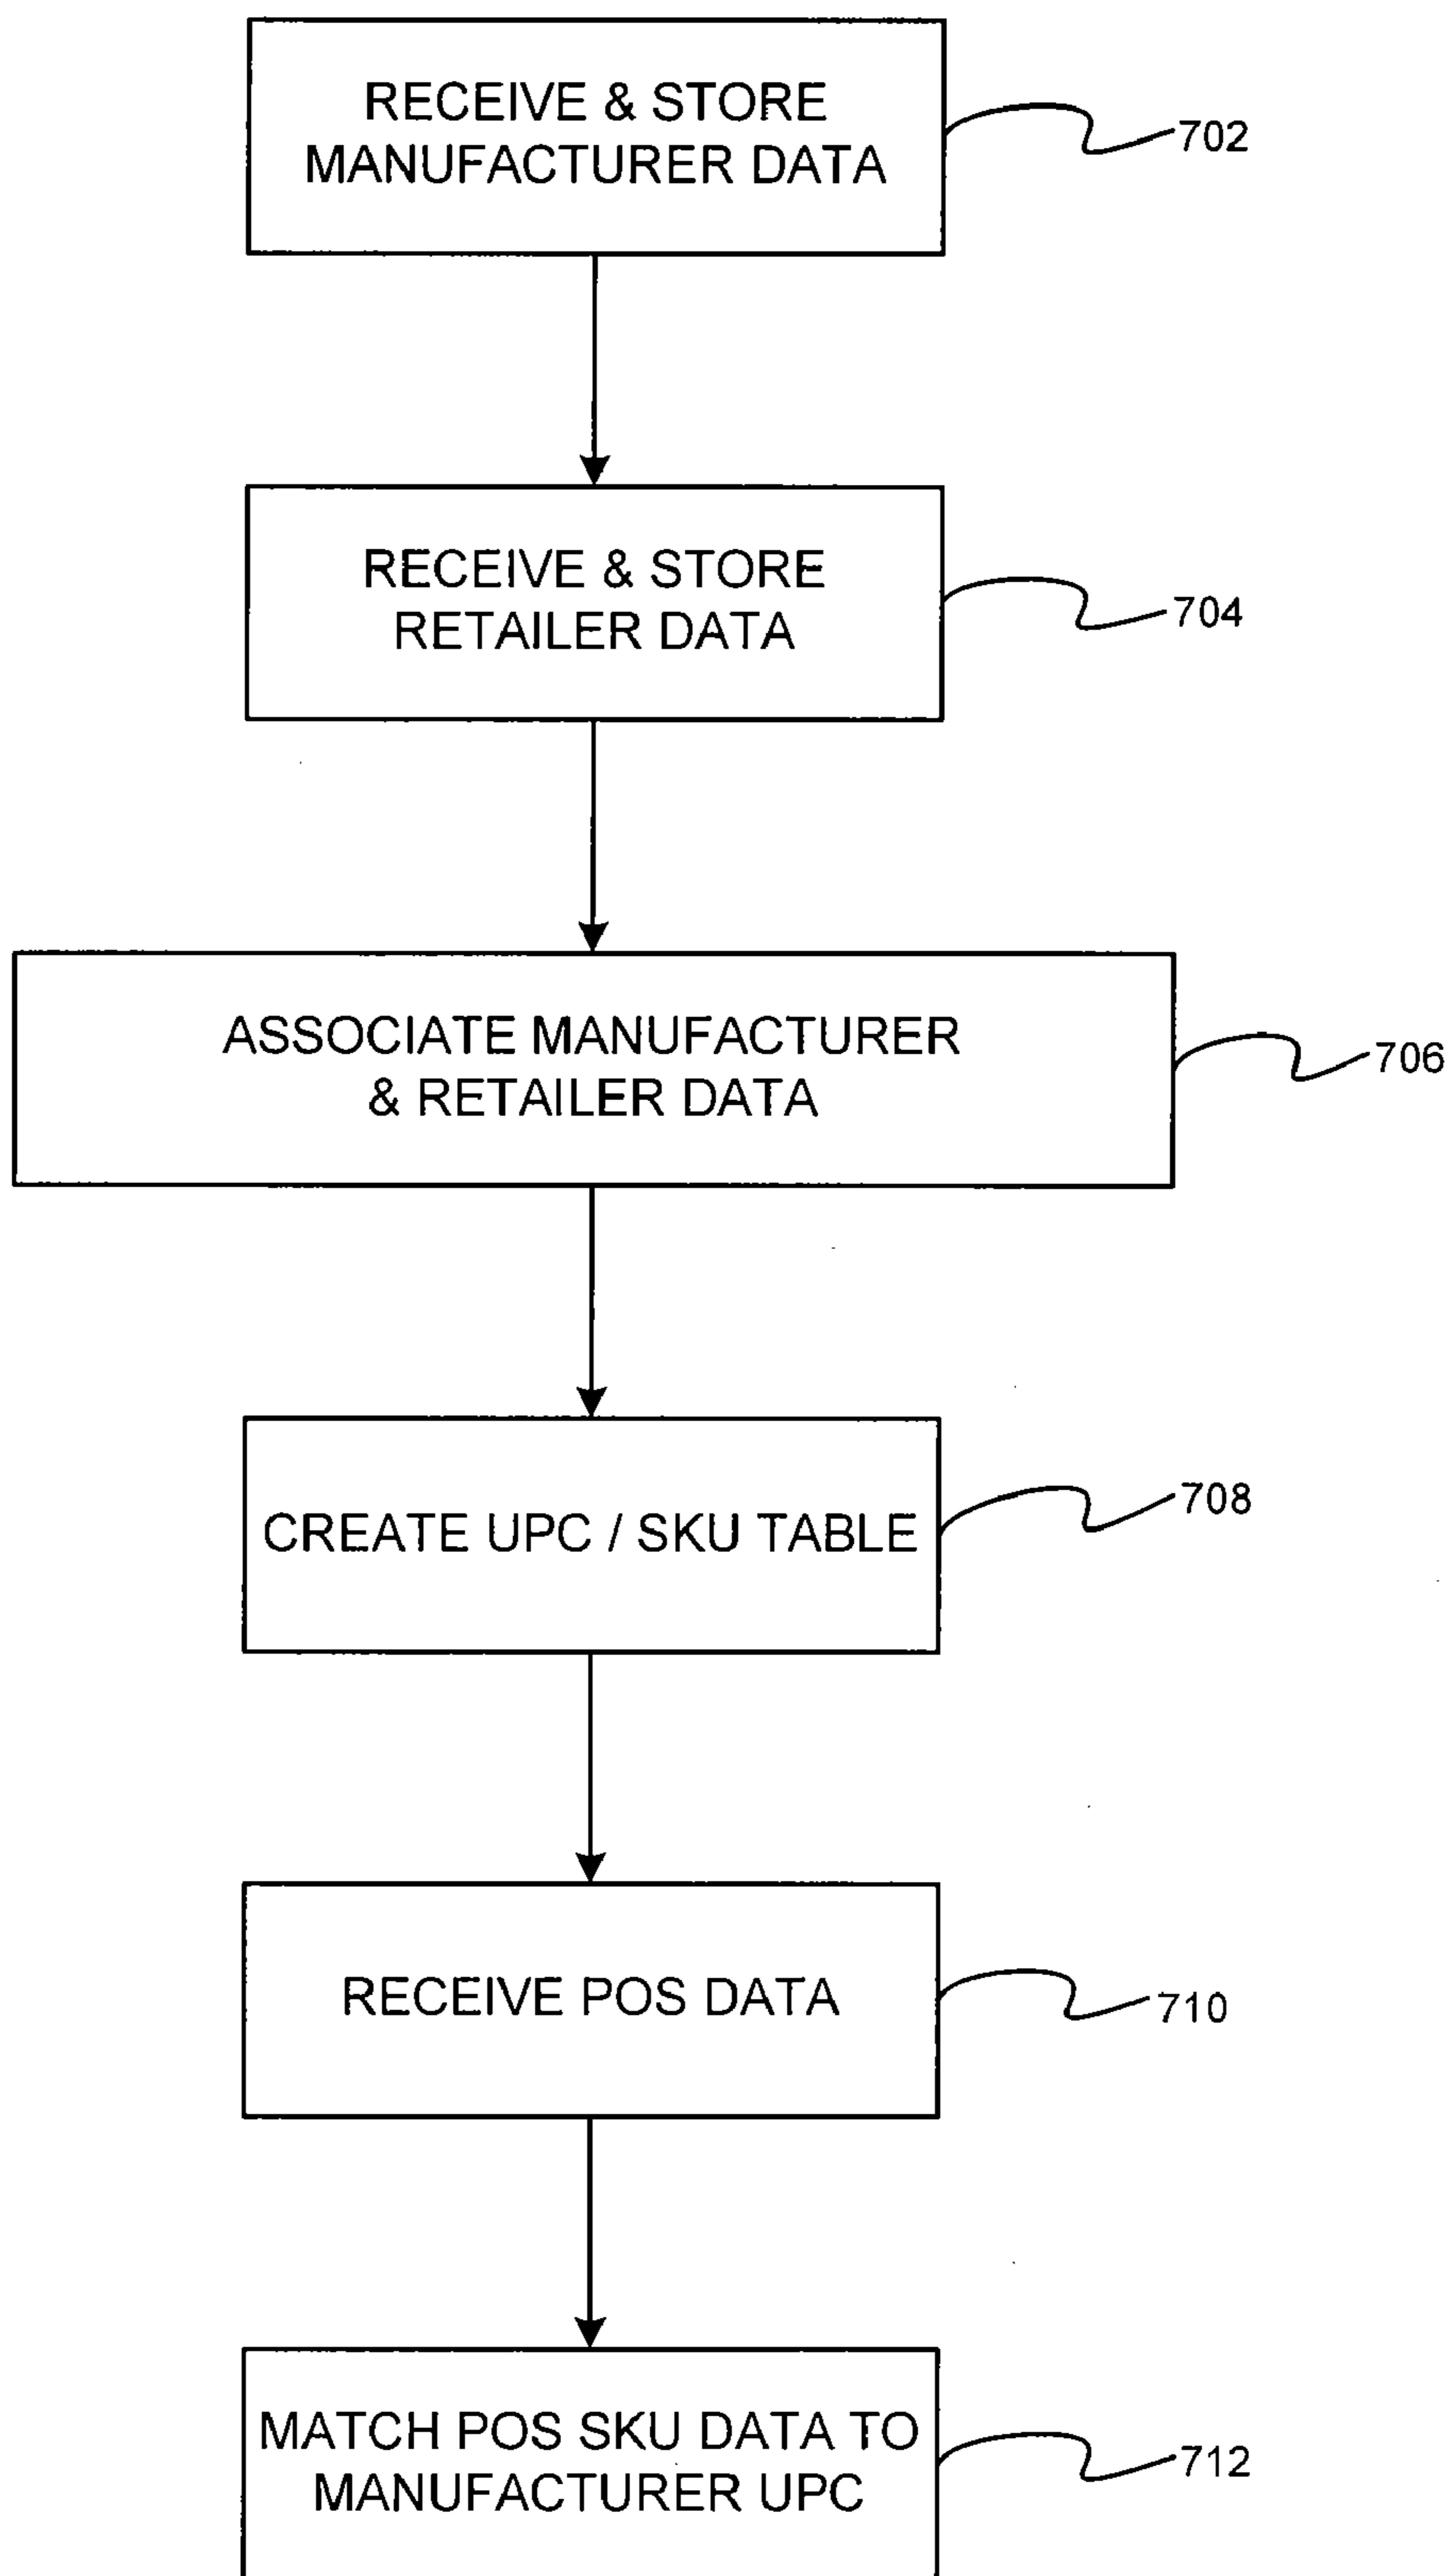 RECEIVE & STORE
MANUFACTURER DATA
702
RECEIVE & STORE
RETAILER DATA
704
ASSOCIATE MANUFACTURER
& RETAILER DATA
706
CREATE UPC / SKU TABLE
708
RECEIVE POS DATA
710
MATCH POS SKU DATA TO
MANUFACTURER UPC
712